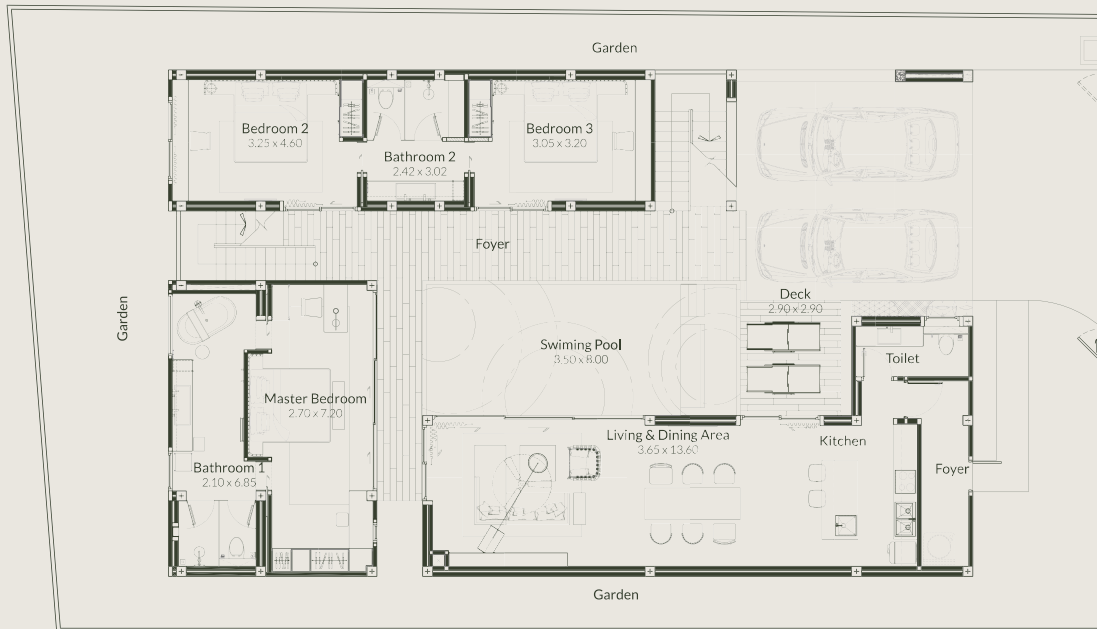 Garden
Bedroom 2
3.25 x 4.60
Bathroom 2
2.42 x 3.02
Bedroom 3
3.05 x 3.20
Foyer
Garden
Deck
2.90 x 2.90
Swiming Pool
3.50 x 8.00
Toilet
Master Bedroom
2.70 x 7.20
Living & Dining Area
3.65 x 13.60
Kitchen
Bathroom 1
2.10 x 6.85
Foyer
Garden